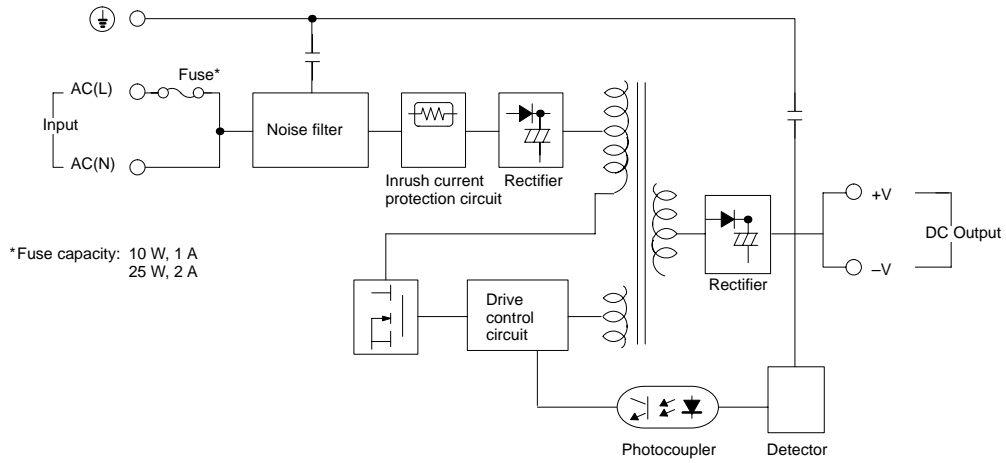 Fuse*
AC(L)
Input
AC(N)
Noise filter
Inrush current
protection circuit
Rectifier
+V
DC Output
–V
Rectifier
*Fuse capacity: 10 W, 1 A
25 W, 2 A
Drive
control
circuit
Photocoupler
Detector